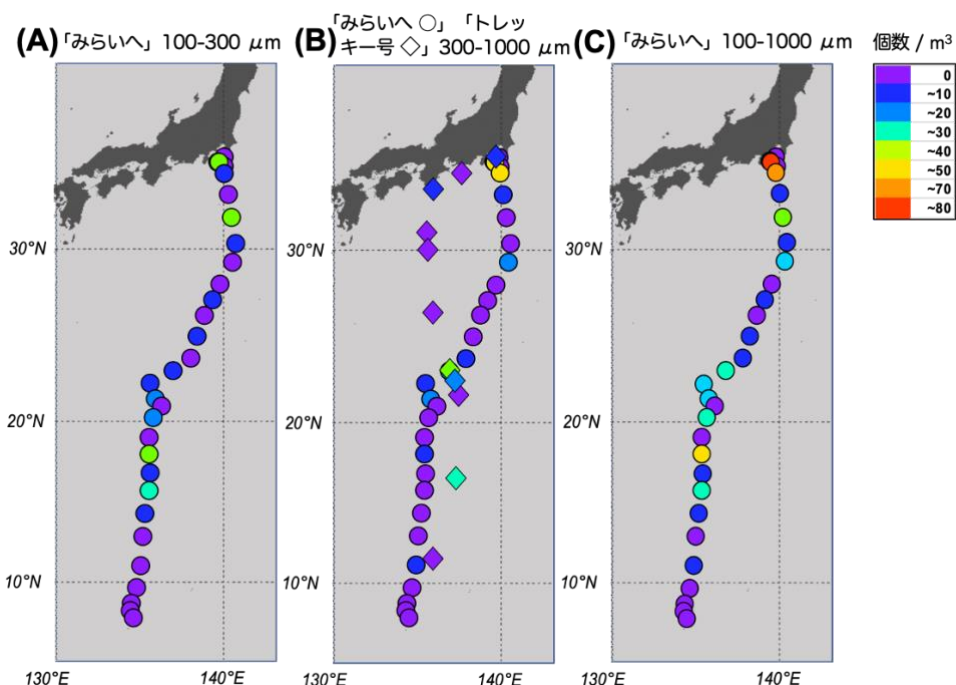 (A)「みらいへ」100-300 μm
(B)「みらいへ ○」 「トレッ
キー号 ◇」300-1000 μm
(C)「みらいへ」100-1000 μm
個数 / m³
0
~10
~20
~30
~40
~50
~70
~80
30°N
20°N
10°N
130°E
140°E
30°N
20°N
10°N
130°E
140°E
30°N
20°N
10°N
130°E
140°E